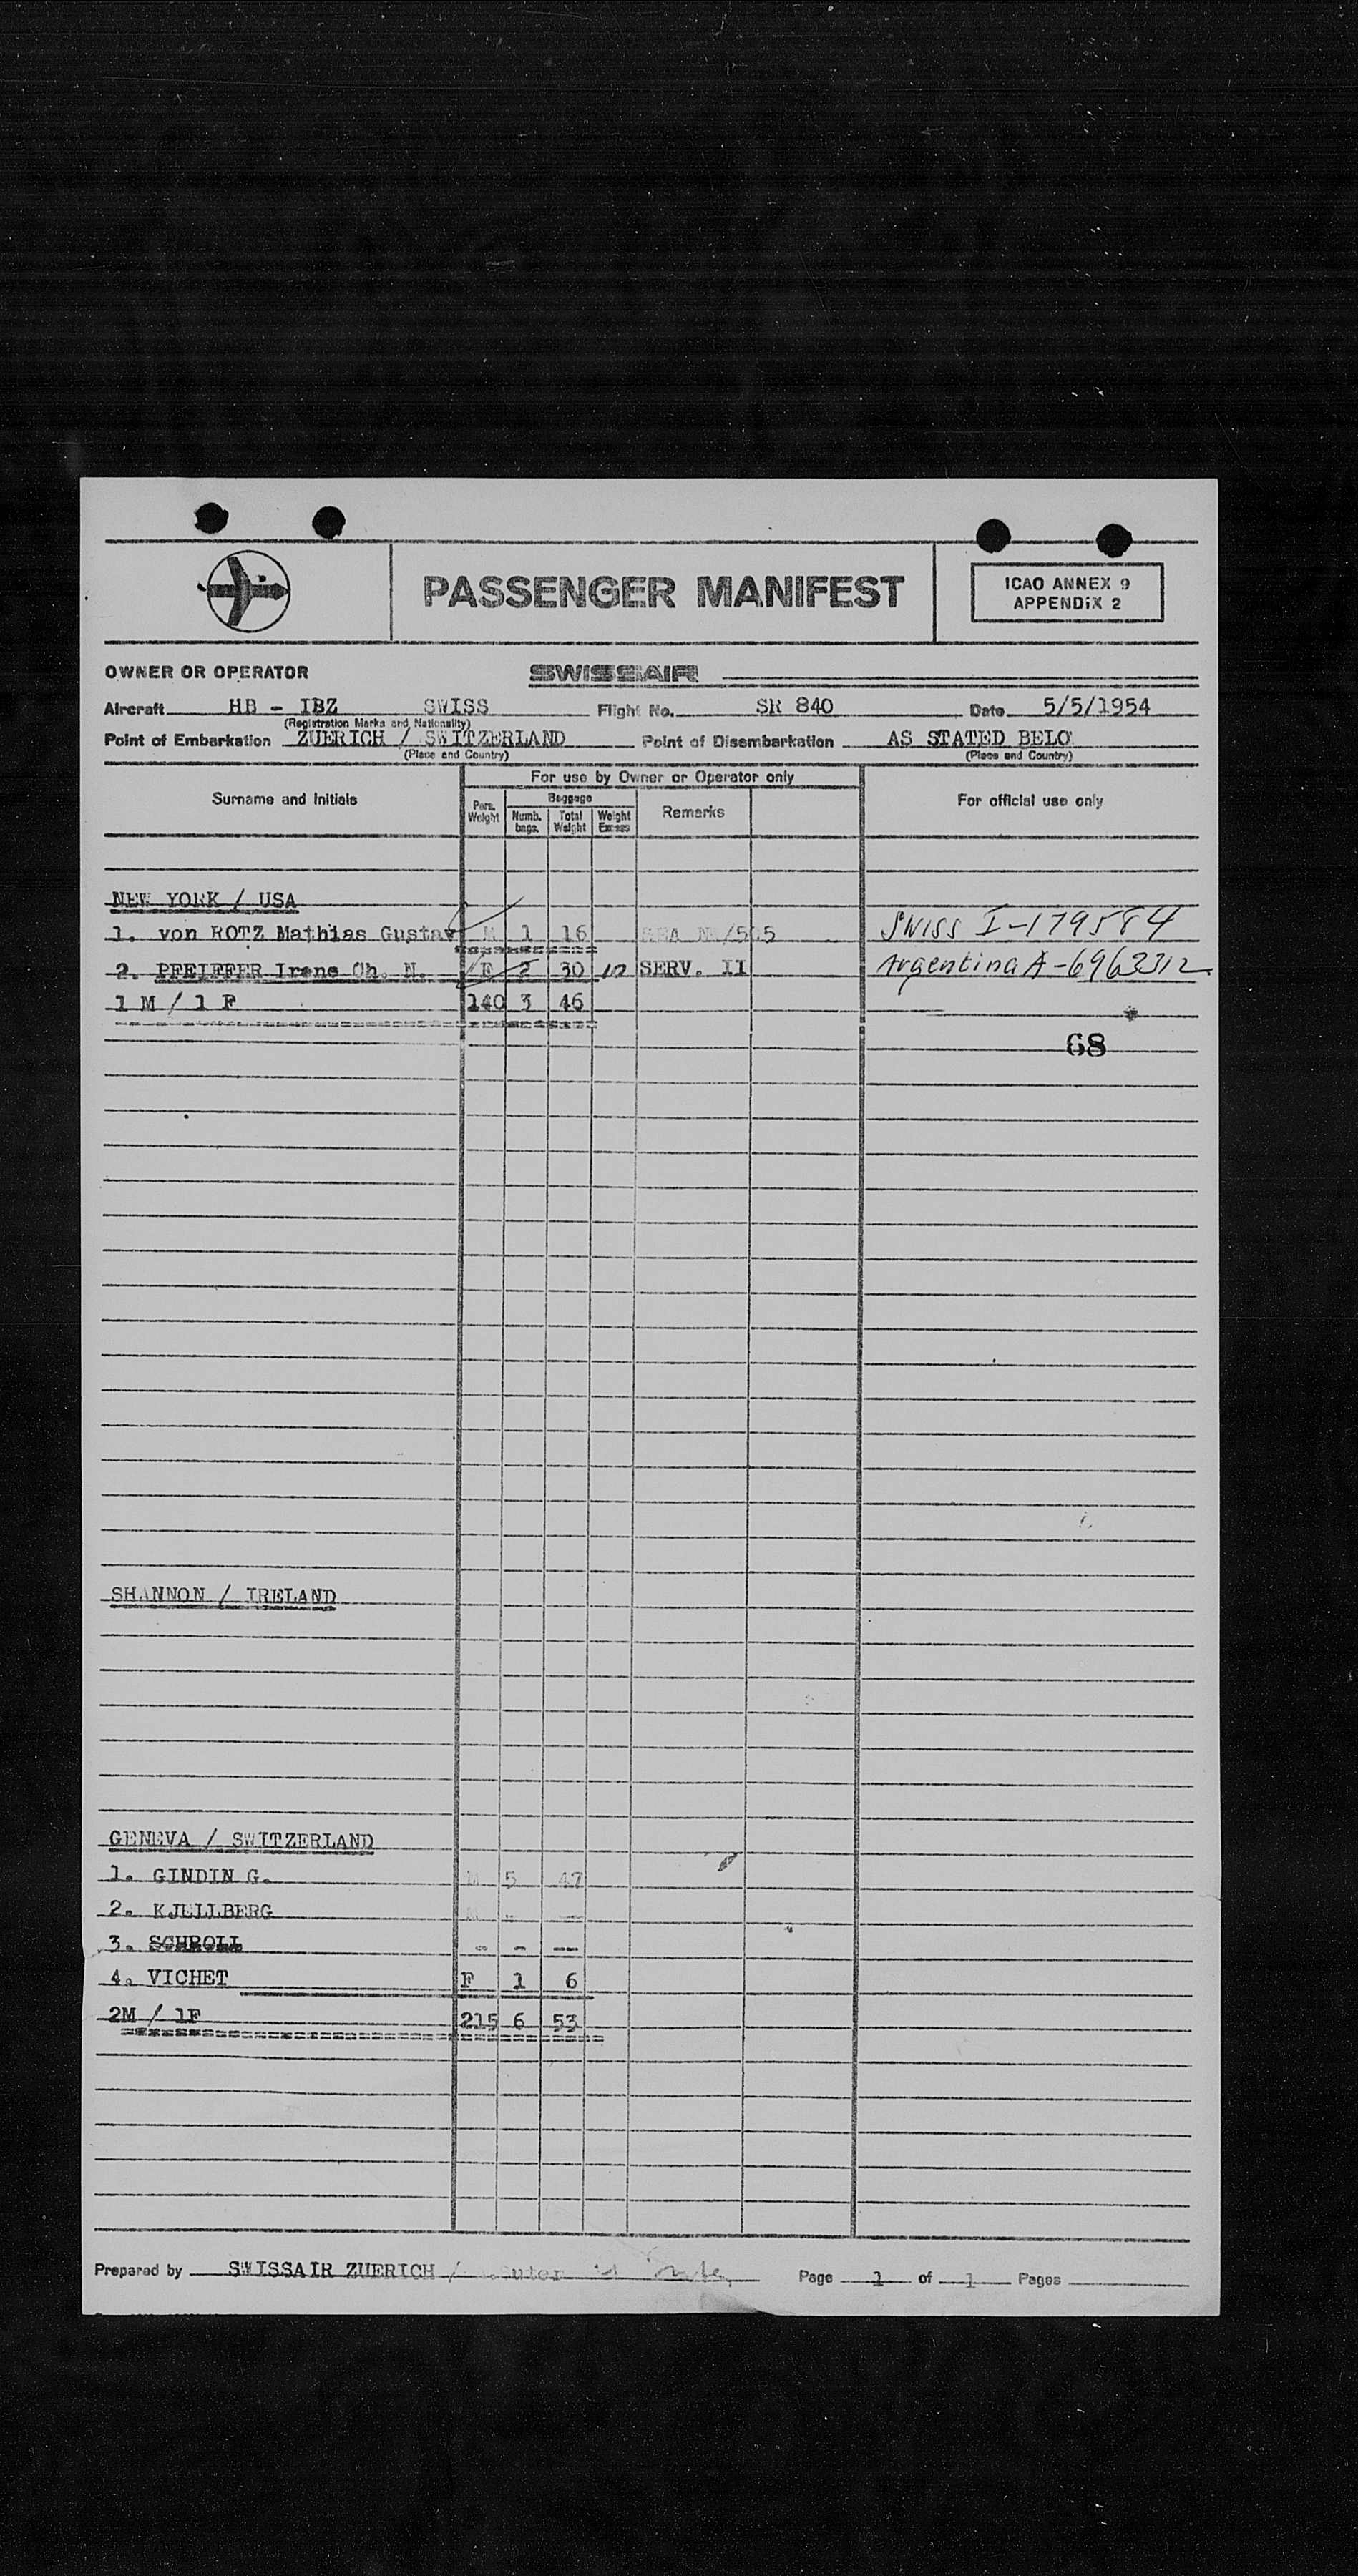 PASSENGER MANIFEST
ICAO ANNEX 9
APPENDIX 2
OWNER OR OPERATOR SWISSAIR
Aircraft HB - IBZ SWISS Flight No. SR 840 Date 5/5/1954
(Registration Marks and Nationality)
Point of Embarkation ZUERICH / SWITZERLAND Point of Disembarkation AS STATED BELO
(Place and Country) (Place and Country)
For use by Owner or Operator only
Surname and Initials Pers. Weight Baggage Numb. bags. Total Weight Weight Excess Remarks For official use only
NEW YORK / USA
1. von ROTZ Mathias Gustav M 1 16 /505 SWISS I-179584
2. PFEIFFER Irene Ch. N. F 2 30 10 SERV. II Argentina A-6963312
1 M / 1 F 140 3 46
68
SHANNON / IRELAND
GENEVA / SWITZERLAND
1. GINDIN G. M 5 47
2. KJELLBERG M - --
3. SCHROLL - - --
4. VICHET F 1 6
2M / 1F 215 6 53
Prepared by SWISSAIR ZUERICH / Page 1 of 1 Pages